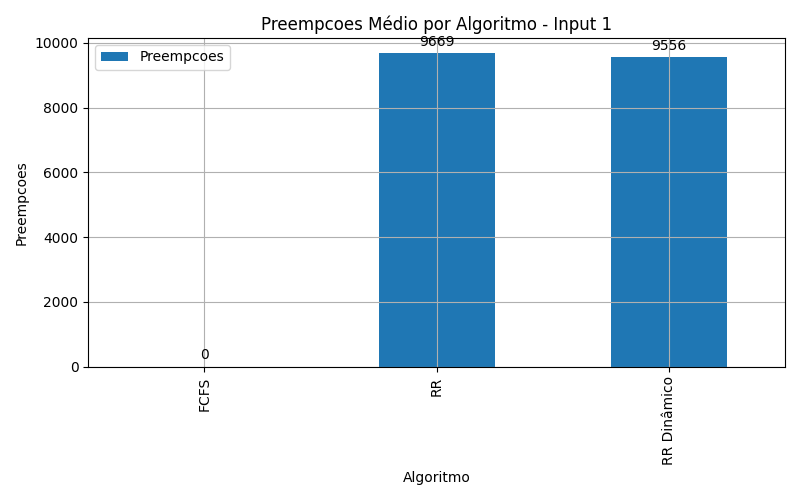 Preempcoes Médio por Algoritmo - Input 1
Preempcoes
9669
9556
0
10000
8000
6000
4000
2000
0
Preempcoes
FCFS
RR
RR Dinâmico
Algoritmo